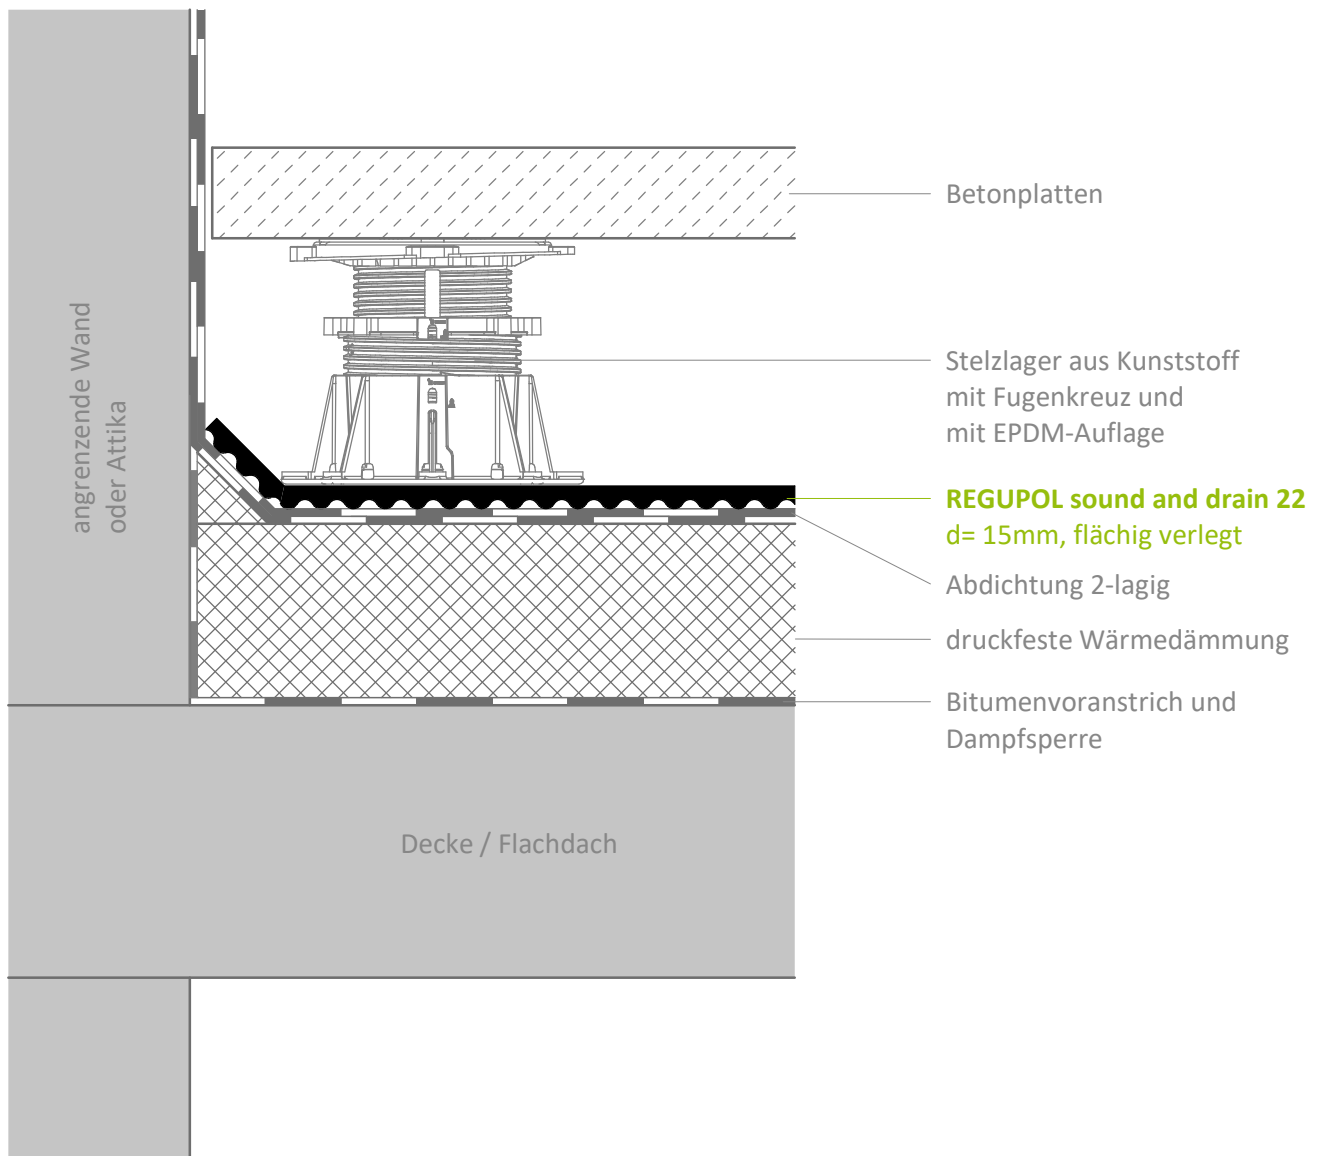 Betonplatten
angrenzende Wand
oder Attika
Stelzlager aus Kunststoff
mit Fugenkreuz und
mit EPDM-Auflage
REGUPOL sound and drain 22
d= 15mm, flächig verlegt
Abdichtung 2-lagig
druckfeste Wärmedämmung
Bitumenvoranstrich und
Dampfsperre
Decke / Flachdach